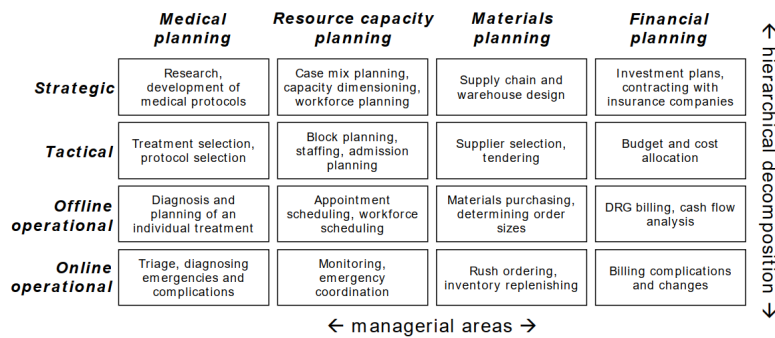 Medical planning
Resource capacity planning
Materials planning
Financial planning
Strategic
Research,
development of
medical protocols
Case mix planning,
capacity dimensioning,
workforce planning
Supply chain and
warehouse design
Investment plans,
contracting with
insurance companies
Tactical
Treatment selection,
protocol selection
Block planning,
staffing, admission
planning
Supplier selection,
tendering
Budget and cost
allocation
Offline
operational
Diagnosis and
planning of an
individual treatment
Appointment
scheduling, workforce
scheduling
Materials purchasing,
determining order
sizes
DRG billing, cash flow
analysis
Online
operational
Triage, diagnosing
emergencies and
complications
Monitoring,
emergency
coordination
Rush ordering,
inventory replenishing
Billing complications
and changes
← managerial areas →
← hierarchical decomposition →